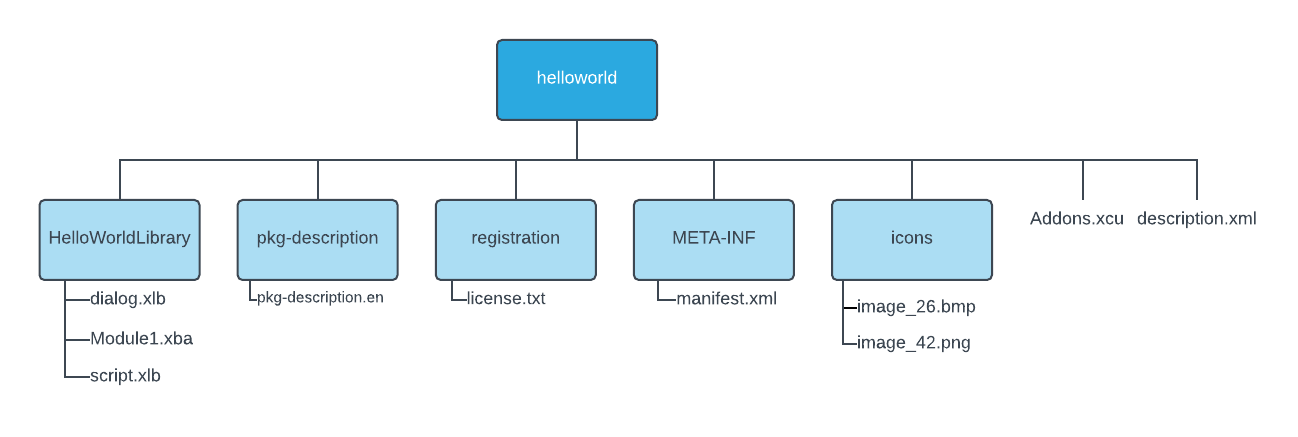 helloworld
HelloWorldLibrary
pkg-description
registration
META-INF
icons
Addons.xcu
description.xml
dialog.xlb
Module1.xba
script.xlb
pkg-description.en
license.txt
manifest.xml
image_26.bmp
image_42.png